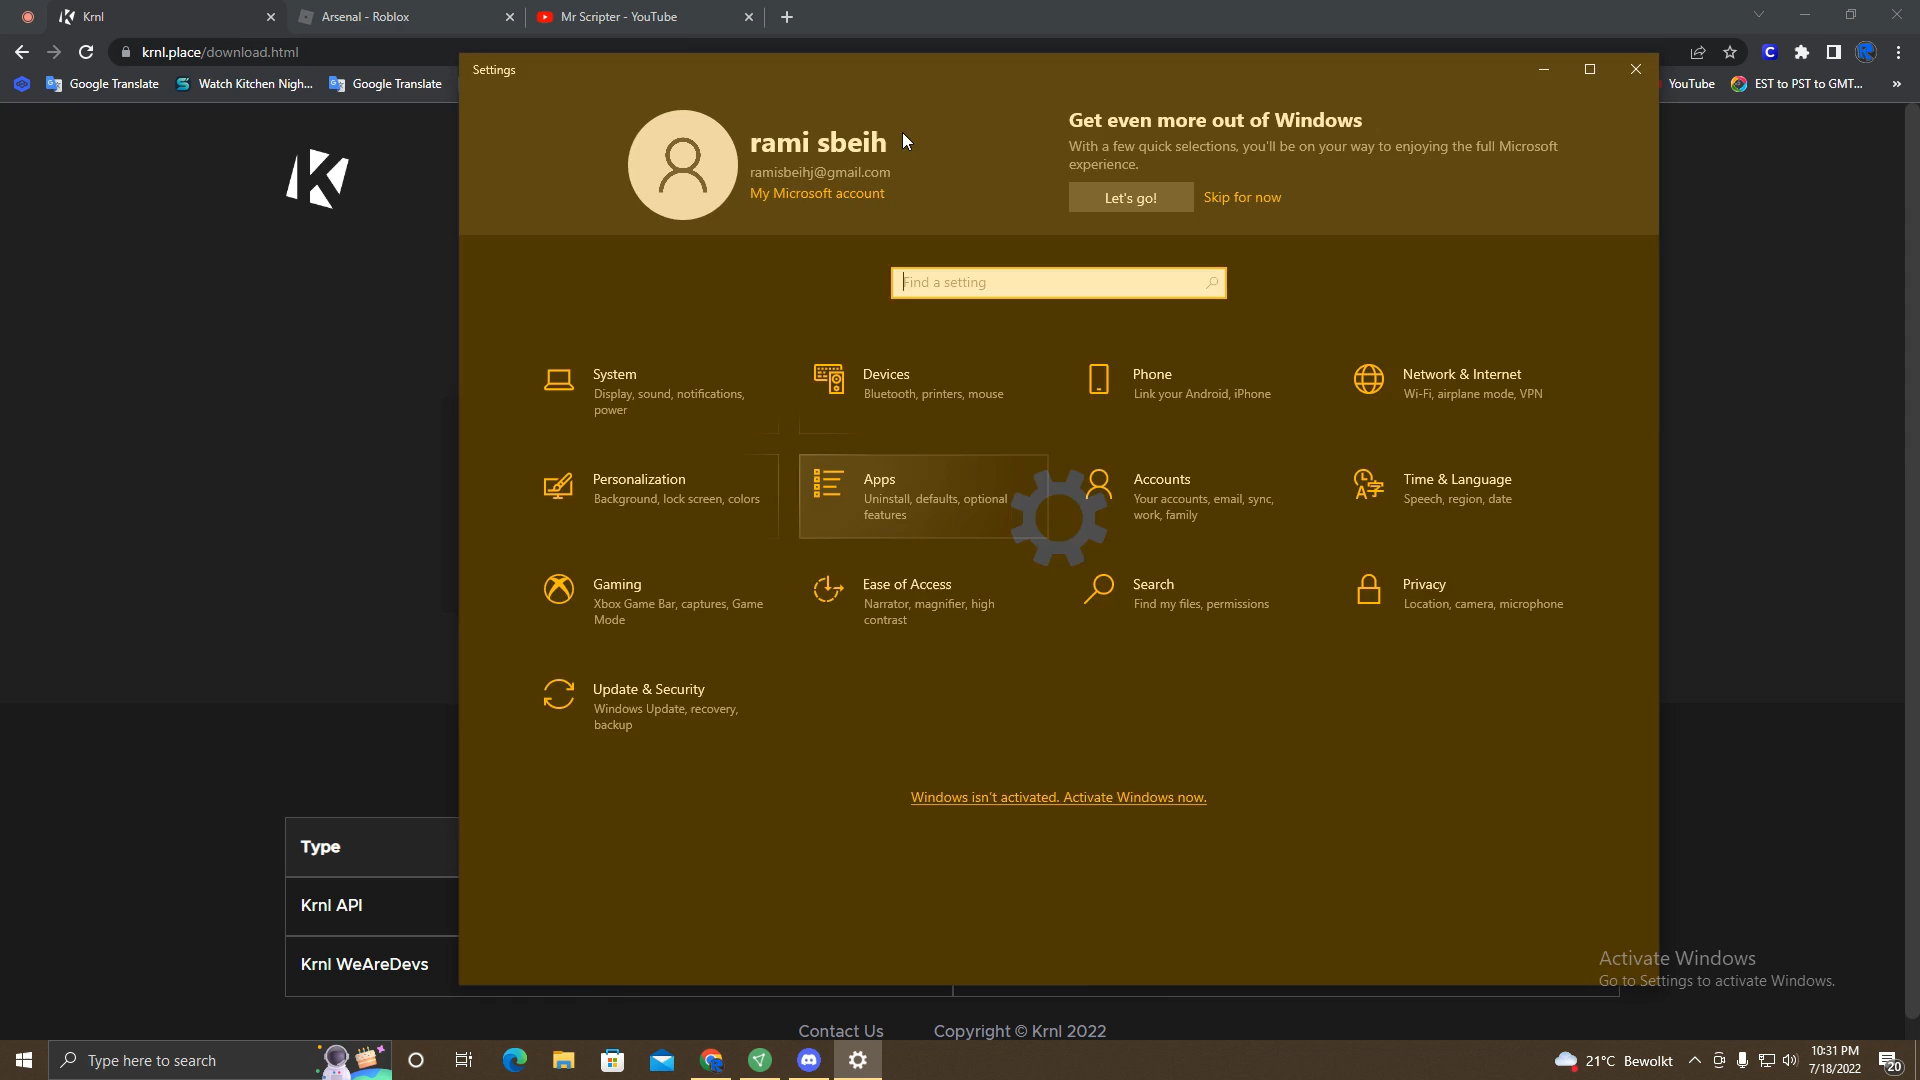 Krnl
Arsenal - Roblox
Mr Scripter - YouTube
krnl.place/download.html
Google Translate
Watch Kitchen Nigh...
Google Translate
YouTube
EST to PST to GMT...
»
Settings
rami sbeih
ramisbeihj@gmail.com
My Microsoft account
Get even more out of Windows
With a few quick selections, you'll be on your way to enjoying the full Microsoft
experience.
Let's go!
Skip for now
Find a setting
System
Display, sound, notifications,
power
Devices
Bluetooth, printers, mouse
Phone
Link your Android, iPhone
Network & Internet
Wi-Fi, airplane mode, VPN
Personalization
Background, lock screen, colors
Apps
Uninstall, defaults, optional
features
Accounts
Your accounts, email, sync,
work, family
Time & Language
Speech, region, date
Gaming
Xbox Game Bar, captures, Game
Mode
Ease of Access
Narrator, magnifier, high
contrast
Search
Find my files, permissions
Privacy
Location, camera, microphone
Update & Security
Windows Update, recovery,
backup
Windows isn't activated. Activate Windows now.
Type
Krnl API
Krnl WeAreDevs
Activate Windows
Go to Settings to activate Windows.
Contact Us
Copyright © Krnl 2022
Type here to search
21°C Bewolkt
10:31 PM
7/18/2022
20